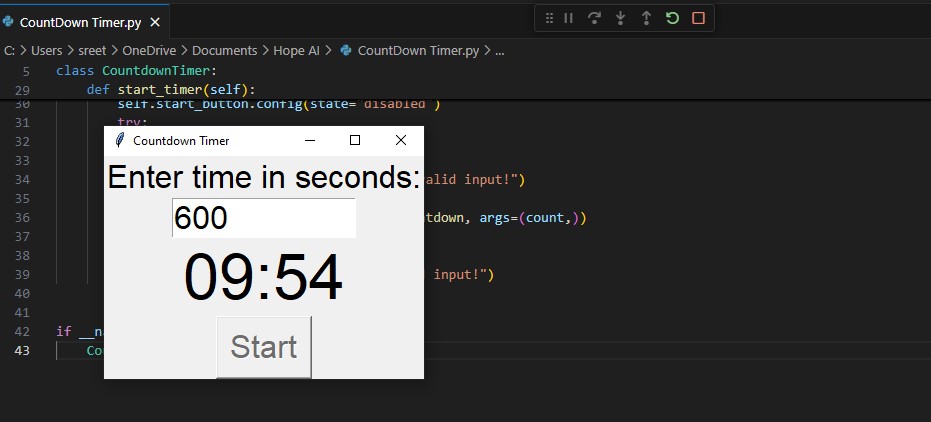 CountDown Timer.py
C: > Users > sreet > OneDrive > Documents > Hope AI > CountDown Timer.py > ...
5 class CountdownTimer:
29 def start_timer(self):
30 self.start_button.config(state='disabled')
31 try:
32
33
34 alid input!")
35
36 tdown, args=(count,))
37
38
39 input!")
40
41
42 if __n
43 Co
Countdown Timer
Enter time in seconds:
600
09:54
Start